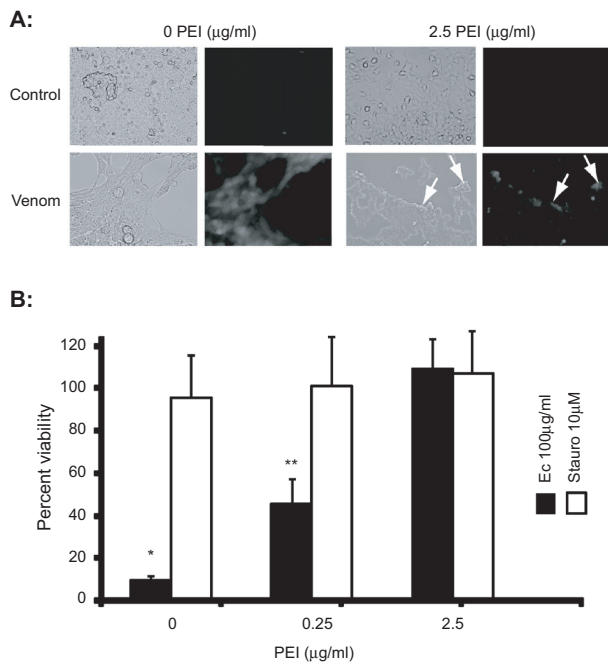 A:
0 PEI (μg/ml) 2.5 PEI (μg/ml)
Control
Venom
B:
Percent viability
120
100
80
60
40
20
0
*
**
Ec 100μg/ml
Stauro 10μM
0 0.25 2.5
PEI (μg/ml)